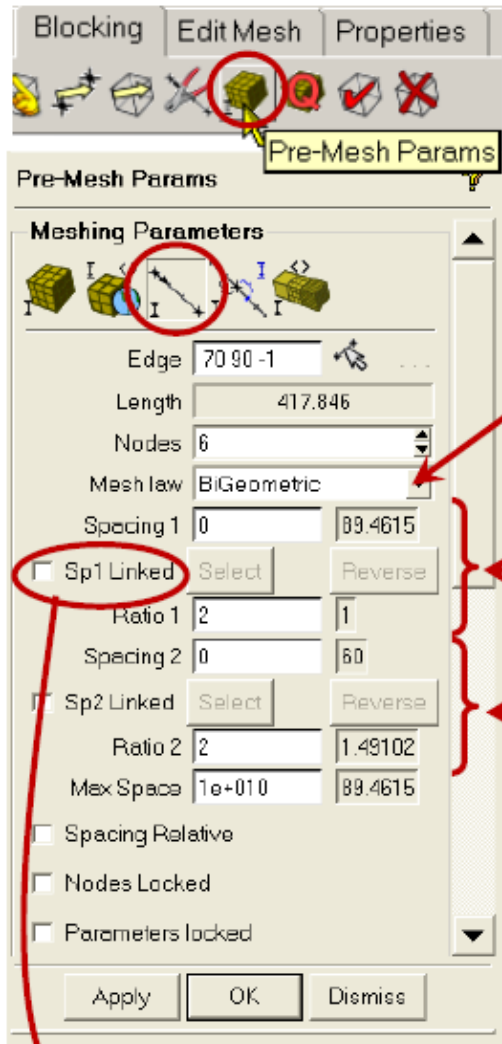 Blocking Edit Mesh Properties
Pre-Mesh Params
Pre-Mesh Params ?
Meshing Parameters
Edge 70 90 -1 ...
Length 417.846
Nodes 6
Mesh law BiGeometric
Spacing 1 0 89.4615
Sp1 Linked Select Reverse
Ratio 1 2 1
Spacing 2 0 60
Sp2 Linked Select Reverse
Ratio 2 2 1.49102
Max Space 1e+010 89.4615
Spacing Relative
Nodes Locked
Parameters locked
Apply OK Dismiss